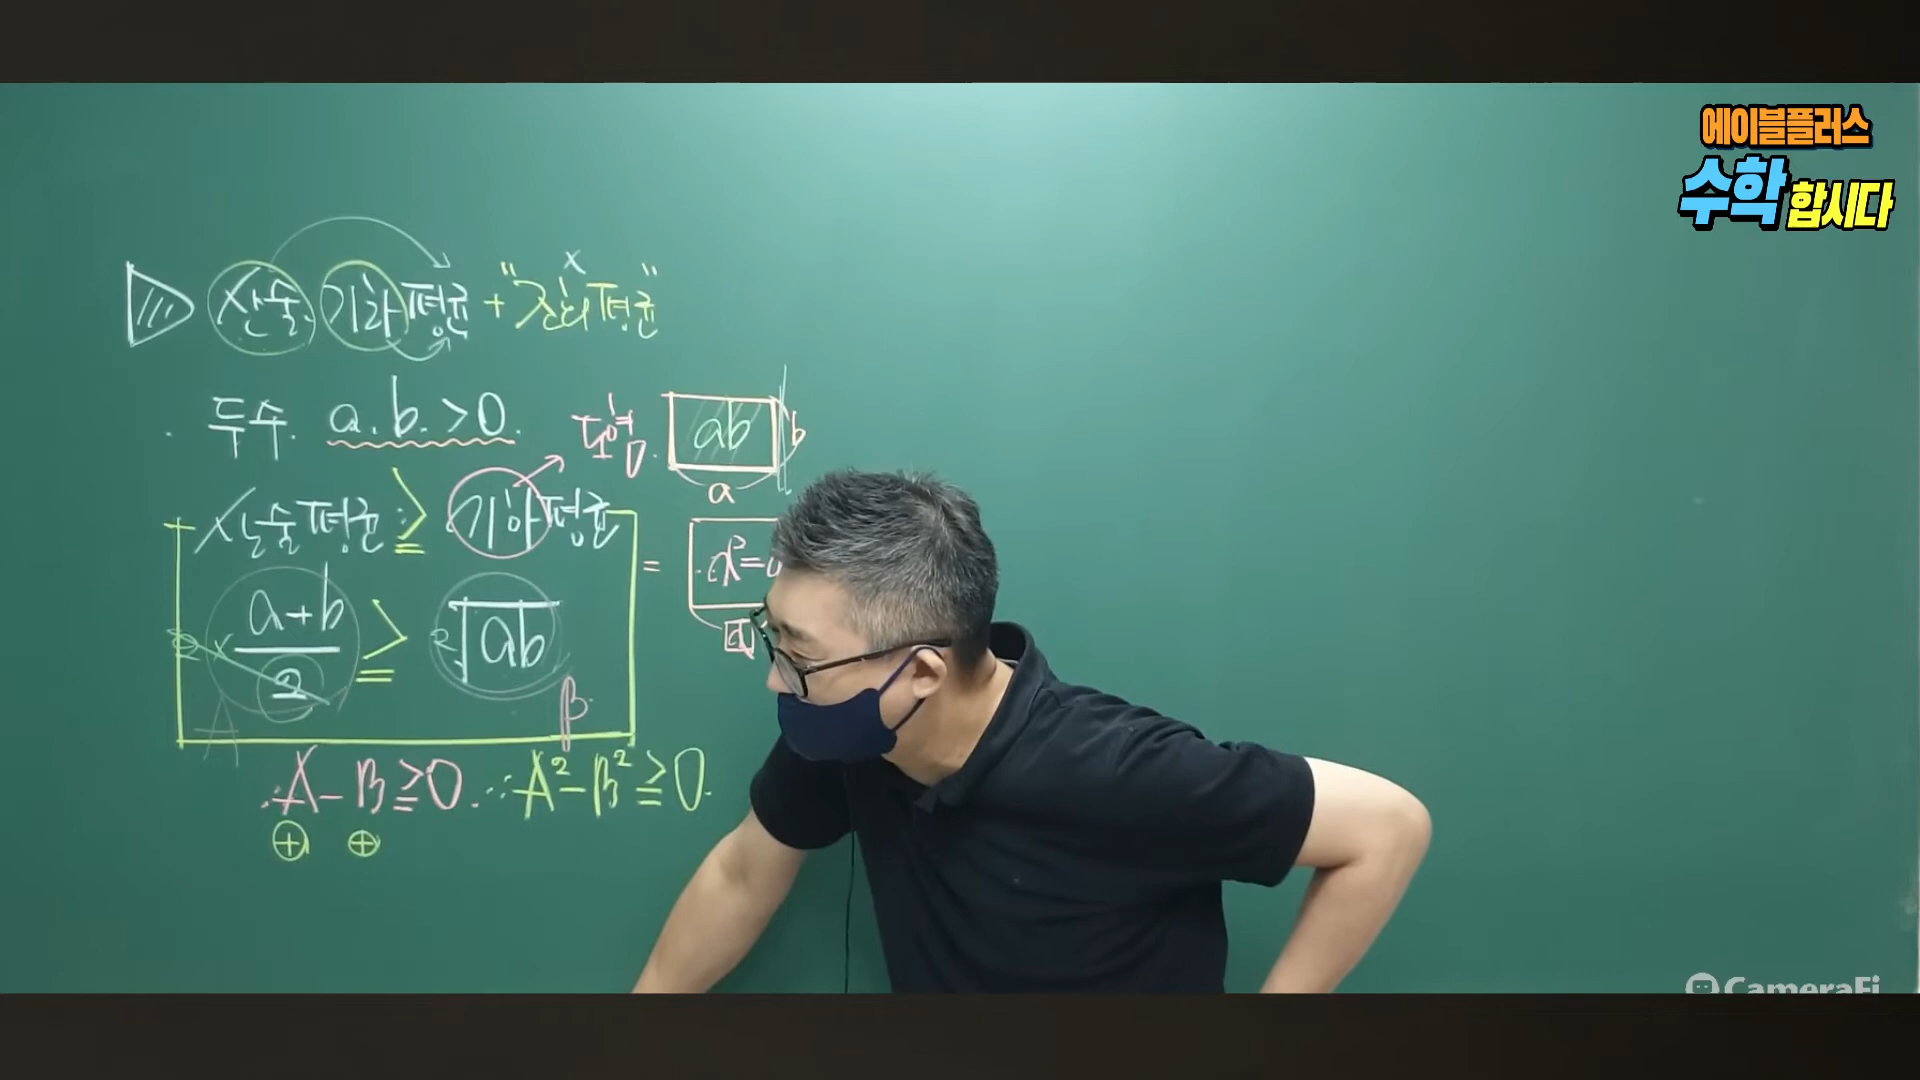 에이블플러스
수학합시다
산술 기하평균 + "조화평균"
x
두수 a. b. >0.
도형
ab
b
a
산술평균 ≧ 기하평균
=
a+b
2
≧
2√ab
A
B
∴ A - B ≧ 0. ∴ A² - B² ≧ 0.
⊕ ⊕
CameraFi